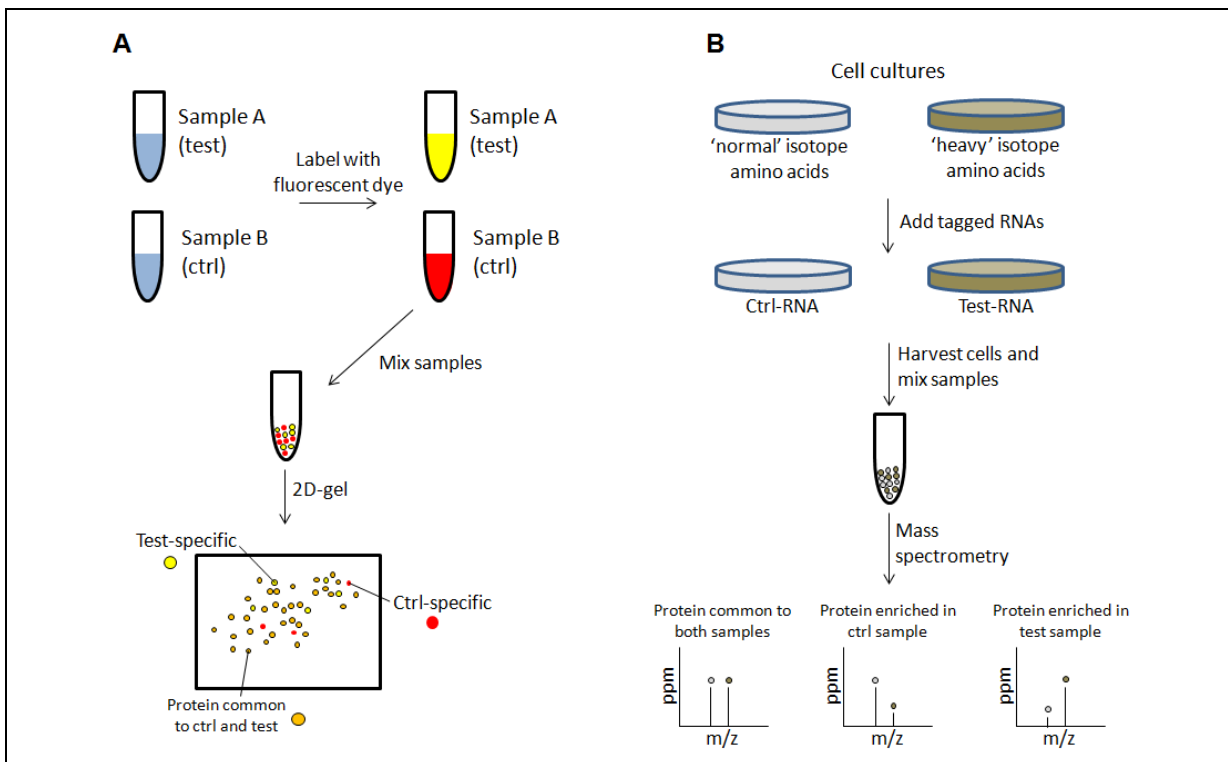 A
Sample A
(test)
Label with
fluorescent dye
Sample A
(test)
Sample B
(ctrl)
Sample B
(ctrl)
Mix samples
2D-gel
Test-specific
Ctrl-specific
Protein common
to ctrl and test
B
Cell cultures
‘normal’ isotope
amino acids
‘heavy’ isotope
amino acids
Add tagged RNAs
Ctrl-RNA
Test-RNA
Harvest cells and
mix samples
Mass
spectrometry
Protein common to
both samples
ppm
m/z
Protein enriched in
ctrl sample
ppm
m/z
Protein enriched in
test sample
ppm
m/z